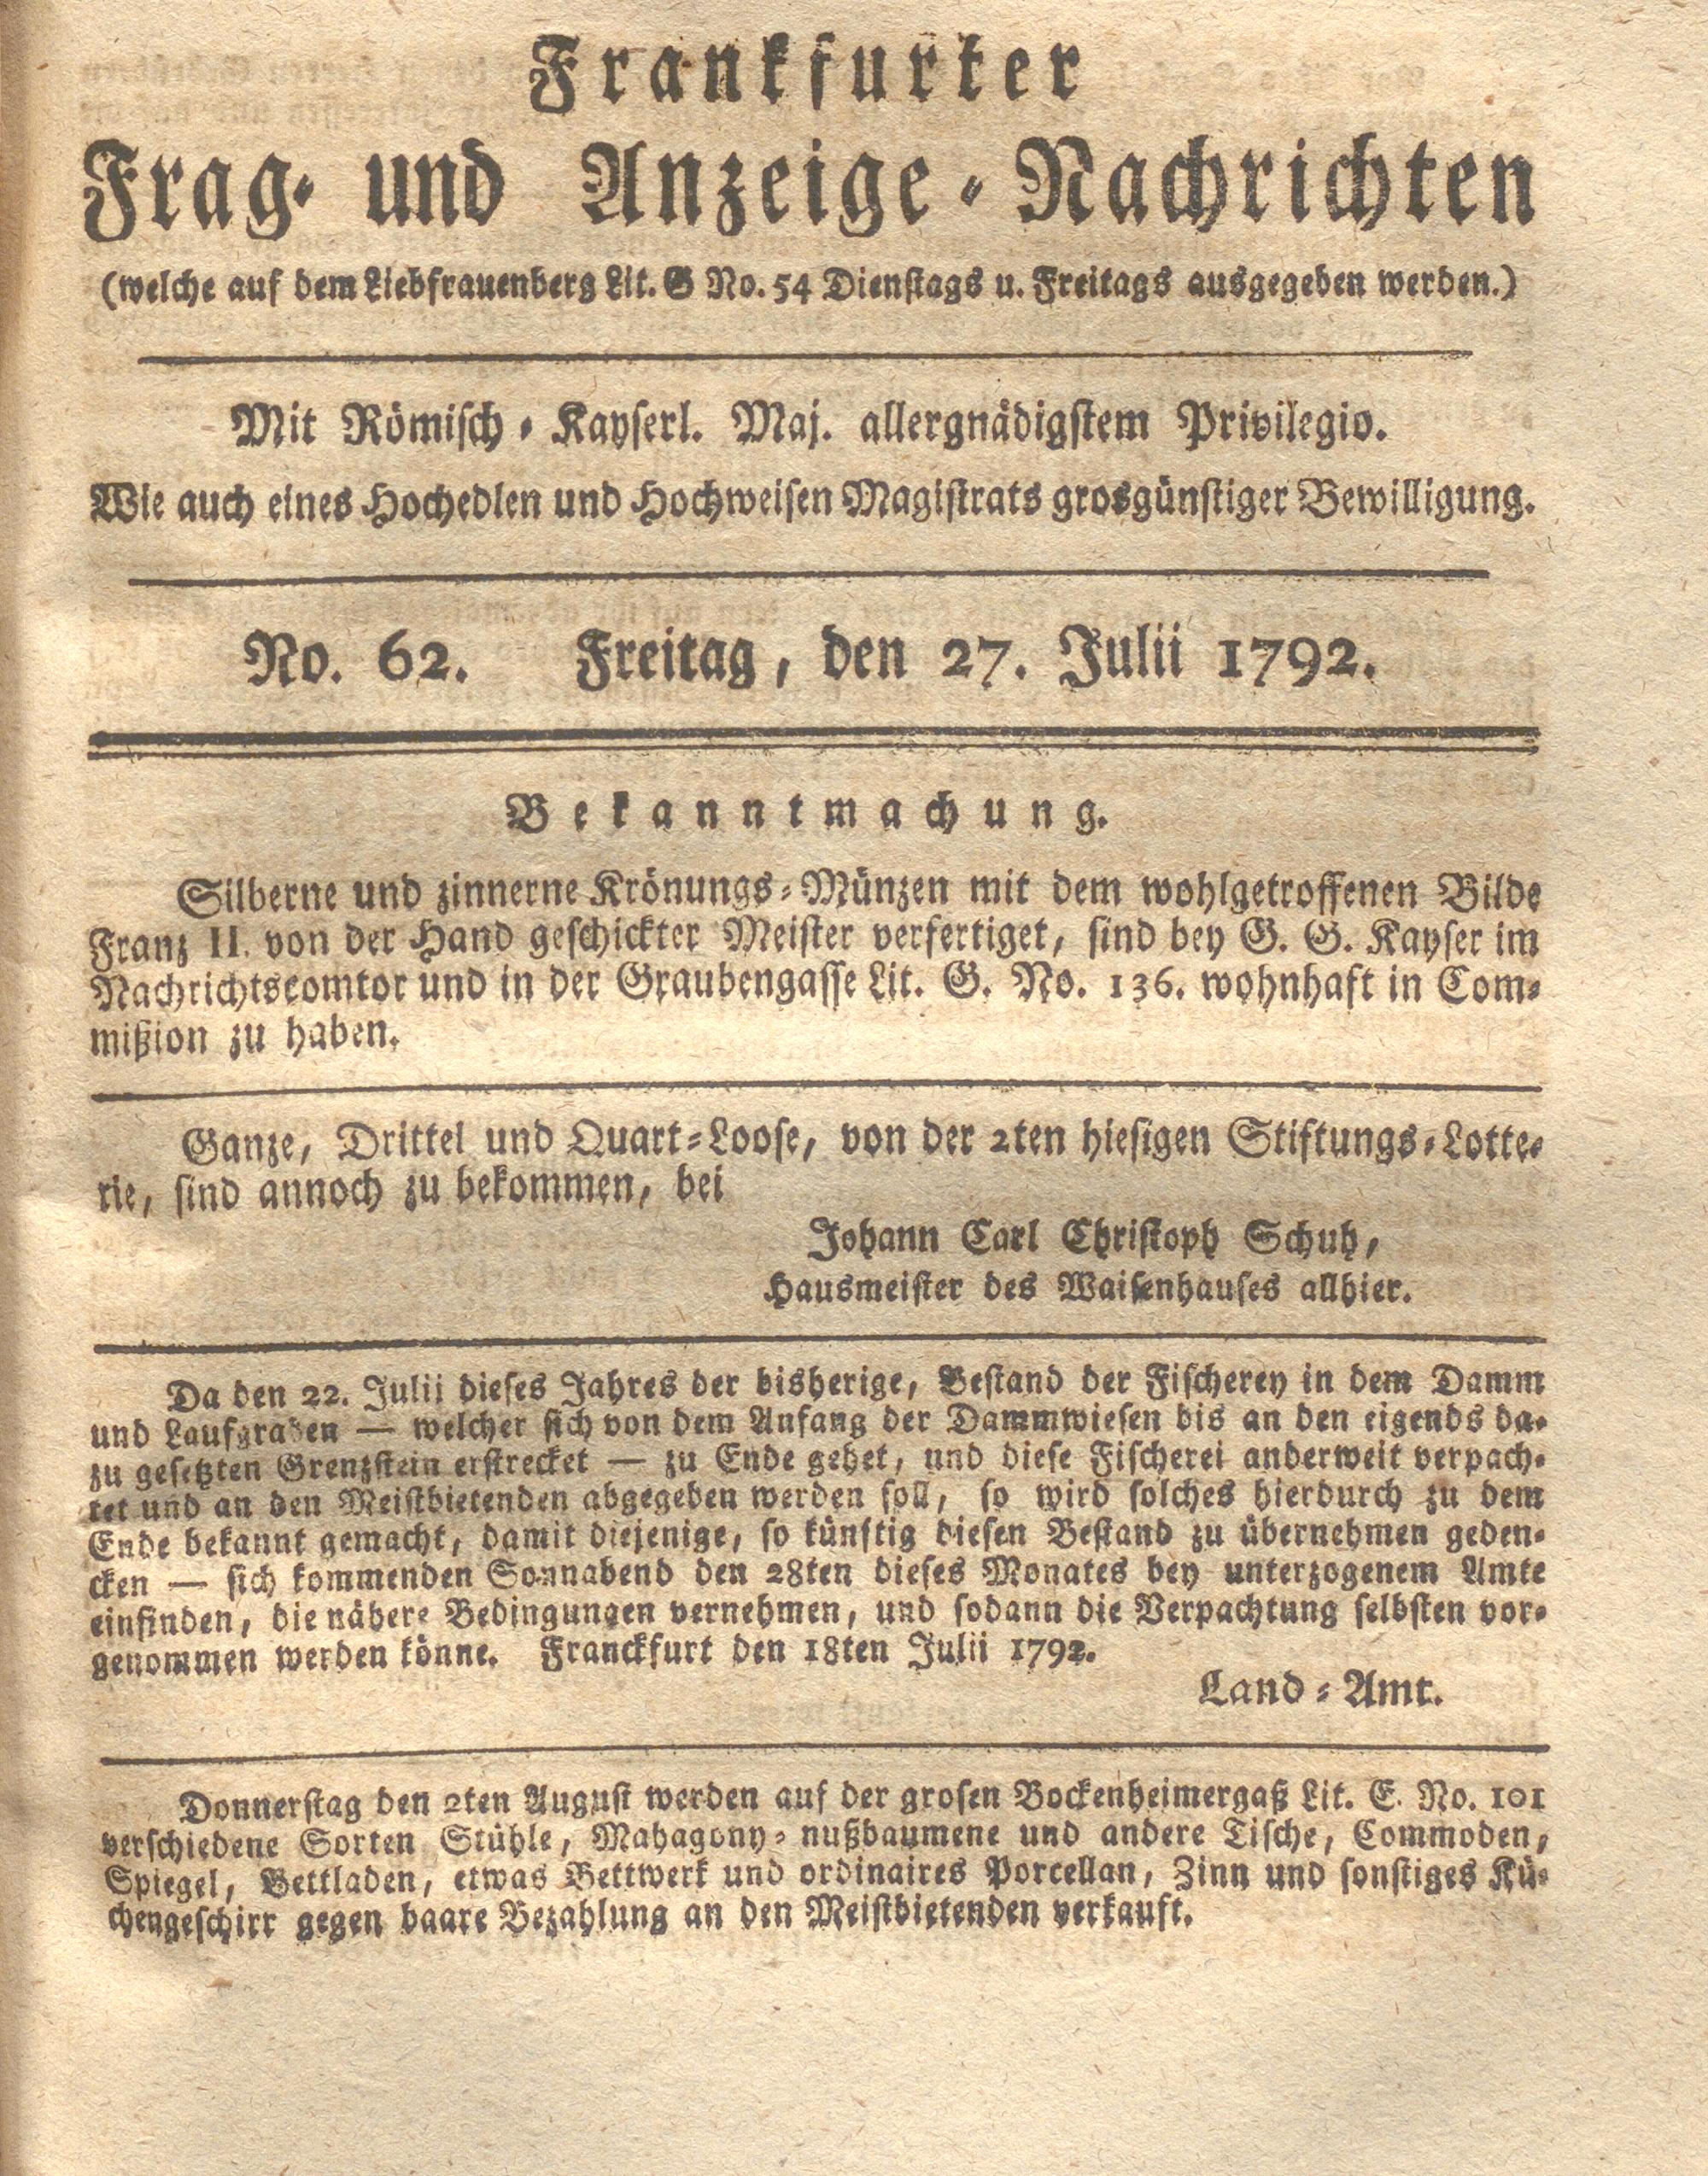 Frankfurter
Frag- und Anzeige-Nachrichten
(welche auf dem Liebfrauenberg Lit. G No. 54 Dienſtags u. Freitags ausgegeben werden.)
Mit Römiſch-Kayſerl. Maj. allergnädigſtem Privilegio.
Wie auch eines Hochedlen und Hochweiſen Magiſtrats grosgünſtiger Bewilligung.
No. 62. Freitag, den 27. Julii 1792.
Bekanntmachung.
Silberne und zinnerne Krönungs-Münzen mit dem wohlgetroffenen Bilde
Franz II. von der Hand geſchickter Meiſter verfertiget, ſind bey G. G. Kayſer im
Nachrichtscomtor und in der Graubengaſſe Lit. G. No. 136. wohnhaft in Com-
mißion zu haben.
Ganze, Drittel und Quart-Looſe, von der 2ten hieſigen Stiftungs-Lotte-
rie, ſind annoch zu bekommen, bei
Johann Carl Chriſtoph Schuh,
Hausmeiſter des Waiſenhauſes allhier.
Da den 22. Julii dieſes Jahres der bisherige, Beſtand der Fiſcherey in dem Damm
und Laufgraben — welcher ſich von dem Anfang der Dammwieſen bis an den eigends da-
zu geſetzten Grenzſtein erſtrecket — zu Ende gehet, und dieſe Fiſcherei anderweit verpach-
tet und an den Meiſtbietenden abgegeben werden ſoll, ſo wird ſolches hierdurch zu dem
Ende bekannt gemacht, damit diejenige, ſo künftig dieſen Beſtand zu übernehmen geden-
cken — ſich kommenden Sonnabend den 28ten dieſes Monates bey unterzogenem Amte
einfinden, die nähere Bedingungen vernehmen, und ſodann die Verpachtung ſelbſten vor-
genommen werden könne. Franckfurt den 18ten Julii 1792.
Land-Amt.
Donnerſtag den 2ten Auguſt werden auf der groſen Bockenheimergaß Lit. E. No. 101
verſchiedene Sorten Stühle, Mahagony-nußbaumene und andere Tiſche, Commoden,
Spiegel, Bettladen, etwas Bettwerk und ordinaires Porcellan, Zinn und ſonſtiges Kü-
chengeſchirr gegen baare Bezahlung an den Meiſtbietenden verkauft.